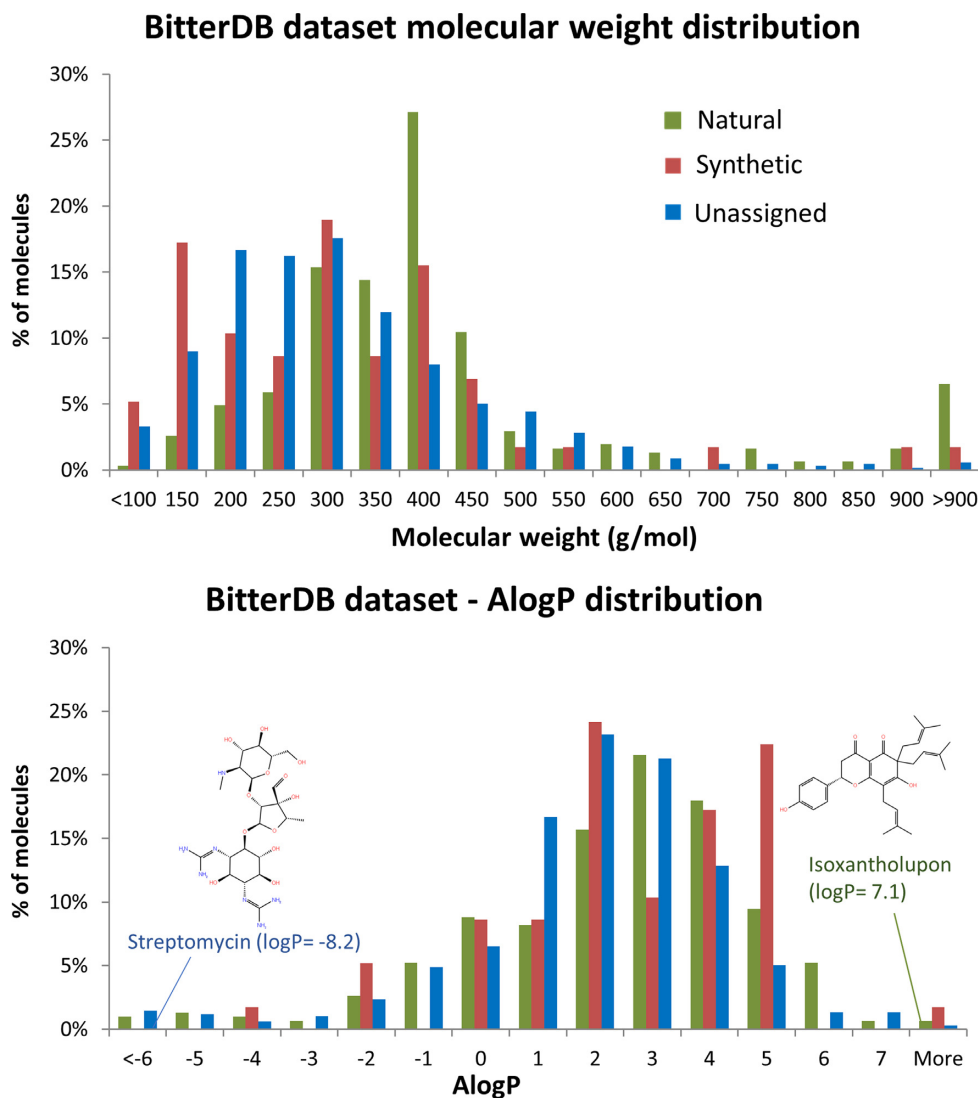 BitterDB dataset molecular weight distribution
30%
25%
20%
15%
10%
5%
0%
% of molecules
Natural
Synthetic
Unassigned
<100 150 200 250 300 350 400 450 500 550 600 650 700 750 800 850 900 >900
Molecular weight (g/mol)
BitterDB dataset - AlogP distribution
30%
25%
20%
15%
10%
5%
0%
% of molecules
Streptomycin (logP= -8.2)
Isoxantholupon
(logP= 7.1)
<-6 -5 -4 -3 -2 -1 0 1 2 3 4 5 6 7 More
AlogP